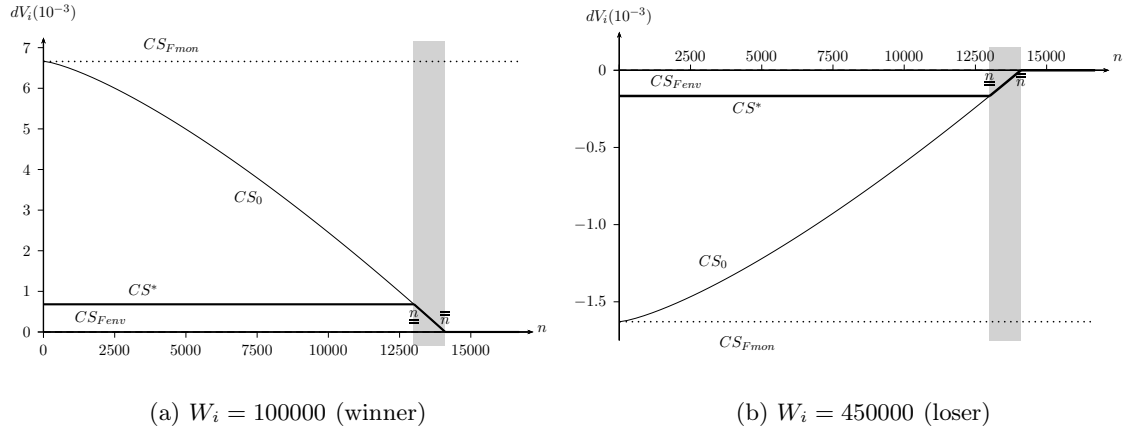 dV_i(10^{-3})
CS_{Fmon}
7
6
5
4
3
2
1
0
CS_0
CS*
CS_{Fenv}
n
n
n
0
2500
5000
7500
10000
12500
15000
(a) W_i = 100000 (winner)
dV_i(10^{-3})
2500
5000
7500
10000
12500
15000
n
0
−0.5
−1.0
−1.5
CS_{Fenv}
n
n
CS*
CS_0
CS_{Fmon}
(b) W_i = 450000 (loser)